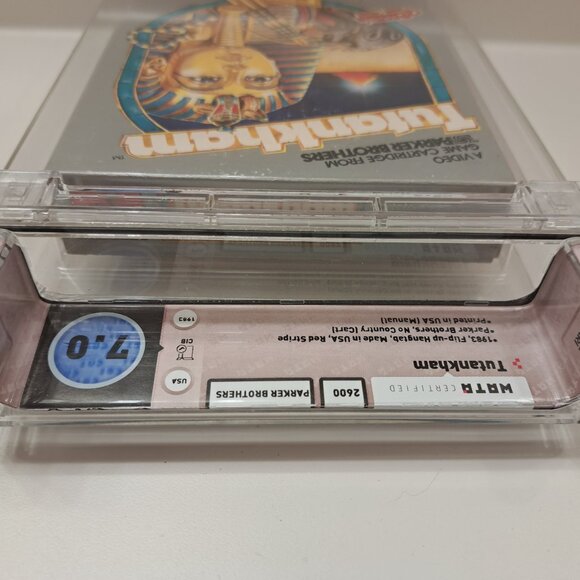 Tutankham
™
A VIDEO
GAME CARTRIDGE FROM
PARKER BROTHERS
WATA CERTIFIED
2600
PARKER BROTHERS
USA
Tutankham
*1983, Flip-up Hangtab, Made in USA, Red Stripe
*Parker Brothers, No Country [Cart]
*Printed in USA [Manual]
CIB
1983
7.0